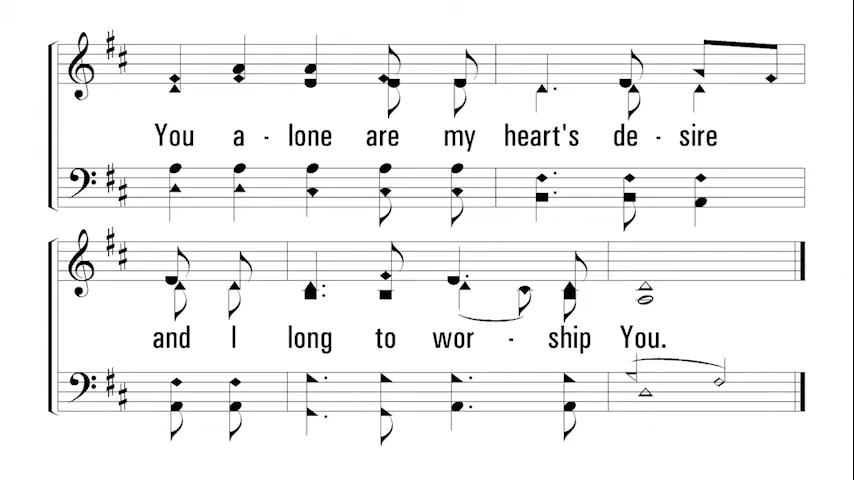 You a - lone are my heart's de - sire
and I long to wor - ship You.